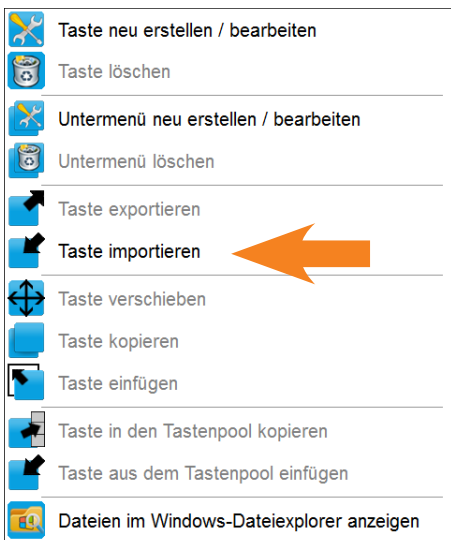 Taste neu erstellen / bearbeiten
Taste löschen
Untermenü neu erstellen / bearbeiten
Untermenü löschen
Taste exportieren
Taste importieren
Taste verschieben
Taste kopieren
Taste einfügen
Taste in den Tastenpool kopieren
Taste aus dem Tastenpool einfügen
Dateien im Windows-Dateiexplorer anzeigen